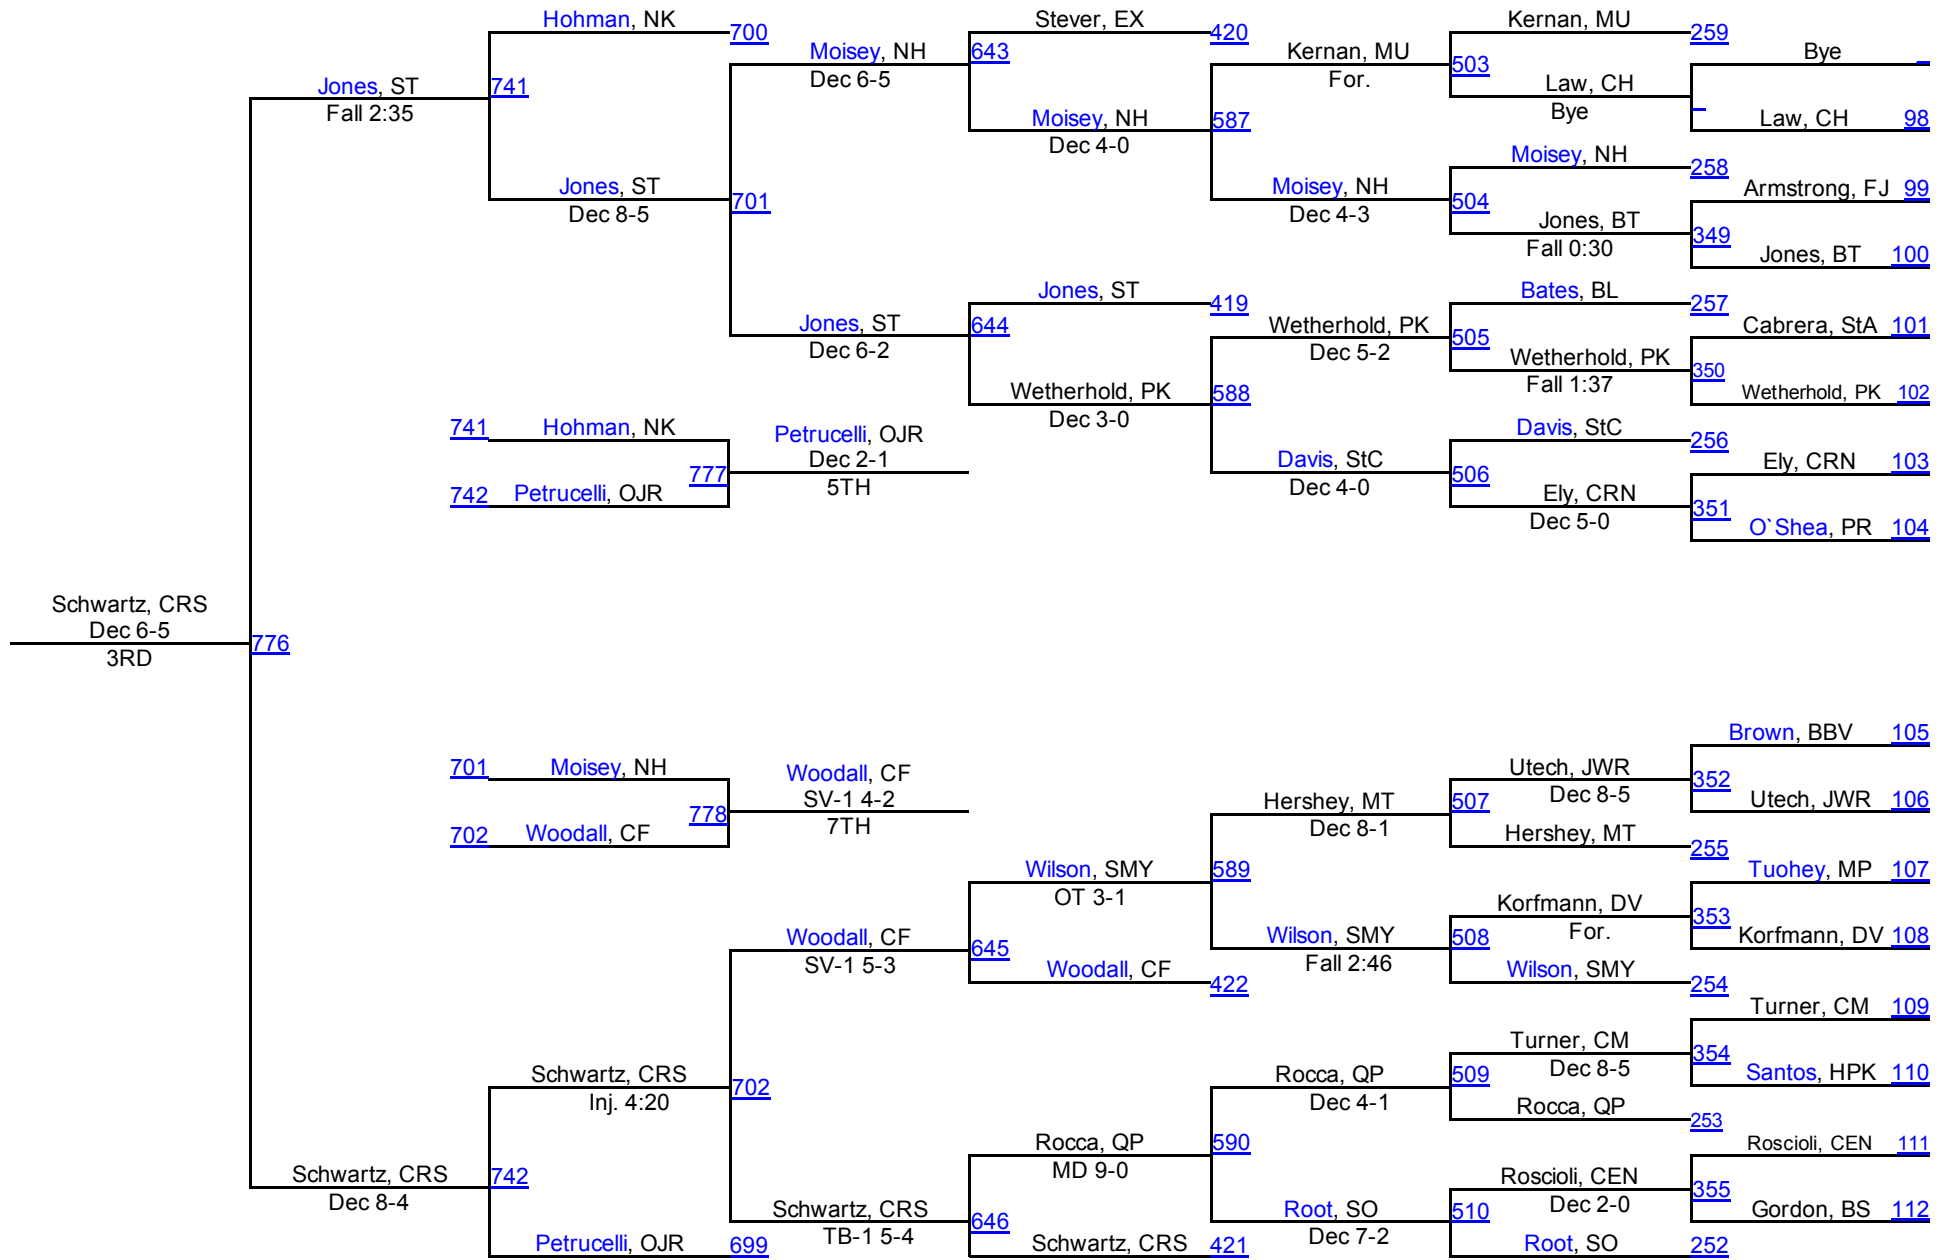 Hohman, NK
700
Stever, EX
420
Kernan, MU
259
Moisey, NH
643
Dec 6-5
Kernan, MU
503
For.
Bye
Jones, ST
741
Fall 2:35
Law, CH
Bye
Law, CH 98
Moisey, NH
587
Dec 4-0
Moisey, NH
258
Jones, ST
701
Dec 8-5
Moisey, NH
504
Dec 4-3
Armstrong, FJ 99
Jones, BT
349
Fall 0:30
Jones, BT 100
Jones, ST
419
Bates, BL
257
Jones, ST
644
Dec 6-2
Wetherhold, PK
505
Dec 5-2
Cabrera, StA 101
Wetherhold, PK
350
Fall 1:37
Wetherhold, PK
588
Dec 3-0
Wetherhold, PK 102
741 Hohman, NK
Petrucelli, OJR
Dec 2-1
777
5TH
742 Petrucelli, OJR
Davis, StC
256
Davis, StC
506
Dec 4-0
Ely, CRN 103
Ely, CRN
351
Dec 5-0
O`Shea, PR 104
Schwartz, CRS
Dec 6-5
776
3RD
Brown, BBV 105
701 Moisey, NH
Woodall, CF
SV-1 4-2
778
7TH
702 Woodall, CF
Utech, JWR
352
Dec 8-5
Hershey, MT
507
Dec 8-1
Utech, JWR 106
Hershey, MT
255
Wilson, SMY
589
OT 3-1
Tuohey, MP 107
Korfmann, DV
353
For.
Woodall, CF
645
SV-1 5-3
Wilson, SMY
508
Fall 2:46
Korfmann, DV 108
Woodall, CF
422
Wilson, SMY
254
Turner, CM 109
Turner, CM
354
Dec 8-5
Schwartz, CRS
702
Inj. 4:20
Rocca, QP
509
Dec 4-1
Santos, HPK 110
Rocca, QP
253
Rocca, QP
590
MD 9-0
Roscioli, CEN 111
Schwartz, CRS
742
Dec 8-4
Roscioli, CEN
355
Dec 2-0
Schwartz, CRS
646
TB-1 5-4
Root, SO
510
Dec 7-2
Gordon, BS 112
Petrucelli, OJR 699
Schwartz, CRS 421
Root, SO 252